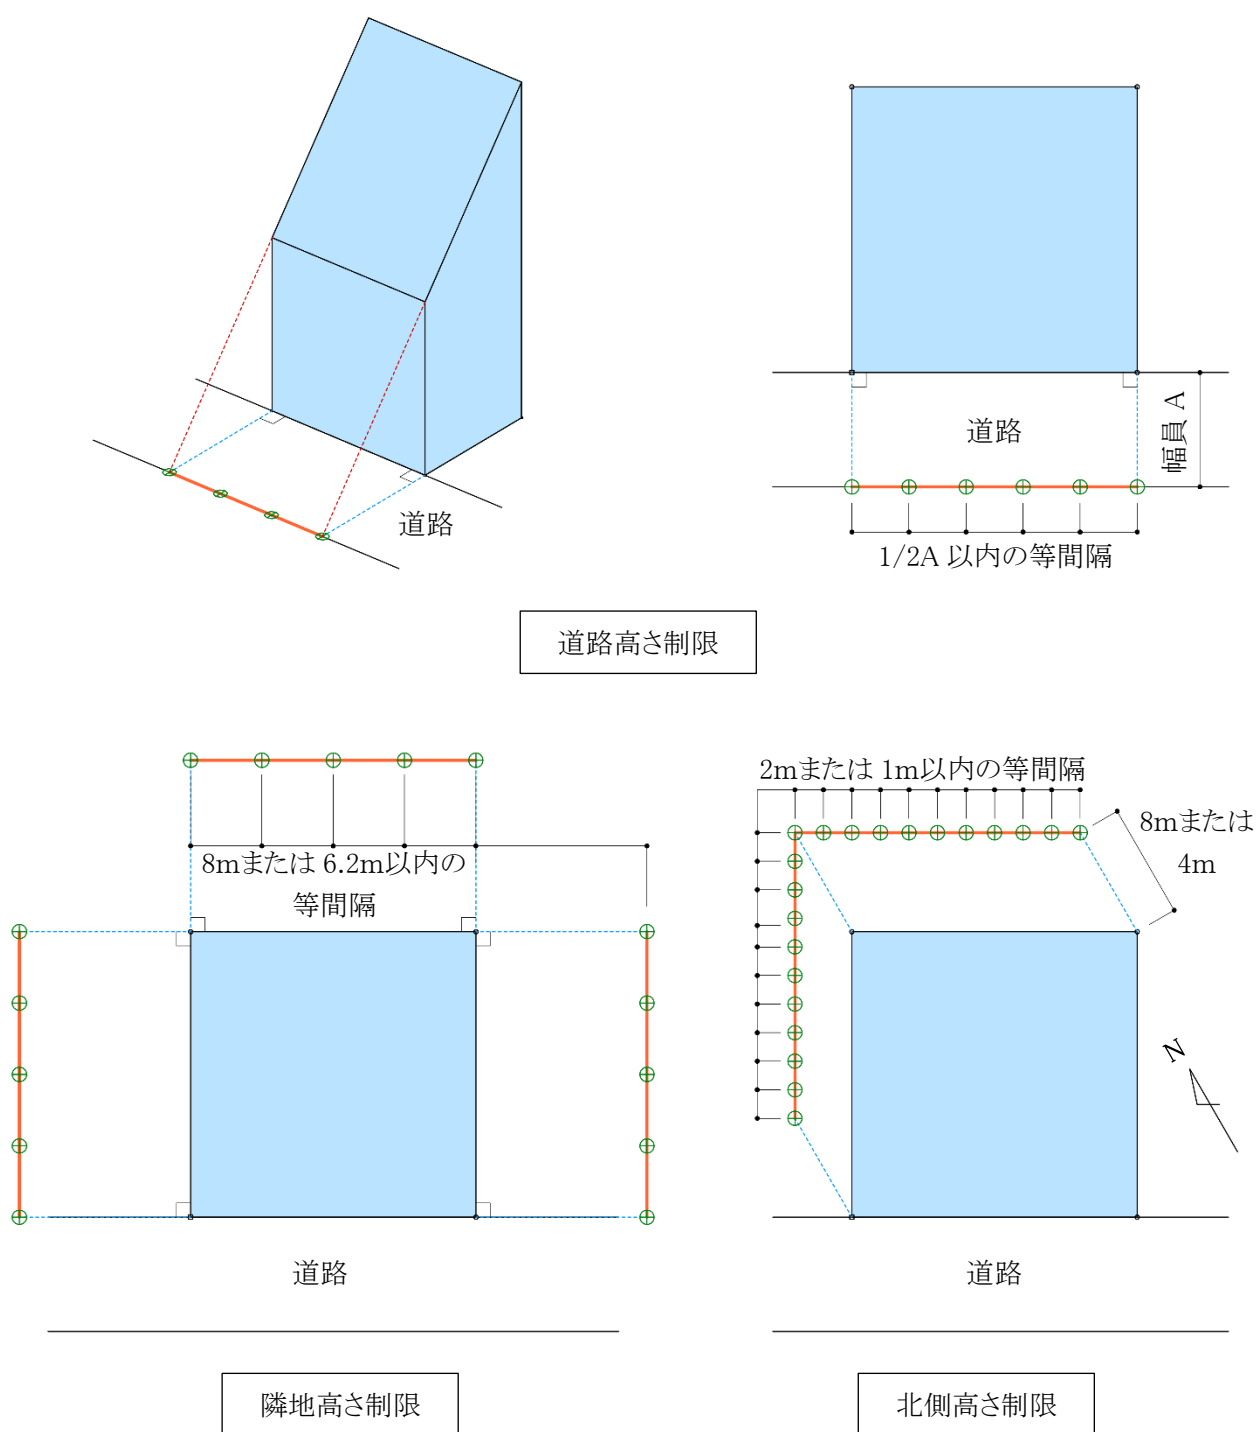 道路
道路
幅員 A
1/2A 以内の等間隔
道路高さ制限
8mまたは 6.2m以内の
等間隔
道路
隣地高さ制限
2mまたは 1m以内の等間隔
8mまたは
4m
N
道路
北側高さ制限